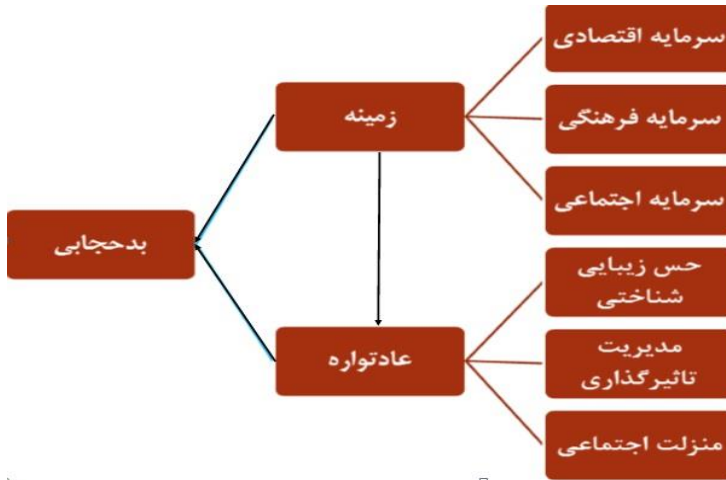 سرمایه اقتصادی
زمینه
سرمایه فرهنگی
سرمایه اجتماعی
بدحجابی
حس زیبایی
شناختی
عادتواره
مدیریت
تاثیرگذاری
منزلت اجتماعی